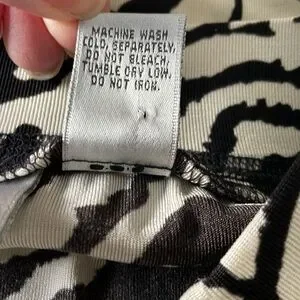 MACHINE WASH
COLD, SEPARATELY,
DO NOT BLEACH,
TUMBLE DRY LOW,
DO NOT IRON.